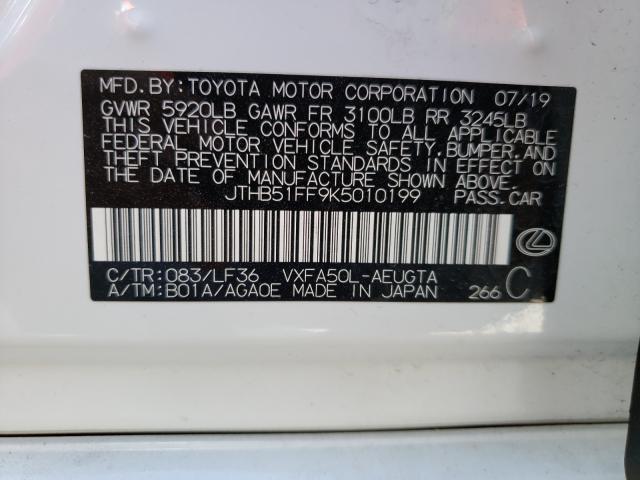 MFD. BY: TOYOTA MOTOR CORPORATION 07/19
GVWR 5920LB GAWR FR 3100LB RR 3245LB
THIS VEHICLE CONFORMS TO ALL APPLICABLE
FEDERAL MOTOR VEHICLE SAFETY, BUMPER, AND
THEFT PREVENTION STANDARDS IN EFFECT ON
THE DATE OF MANUFACTURE SHOWN ABOVE.
JTHB51FF9K5010199 PASS. CAR
C/TR: 083/LF36 VXFA50L-AEUGTA
A/TM: B01A/AGA0E MADE IN JAPAN 266 C